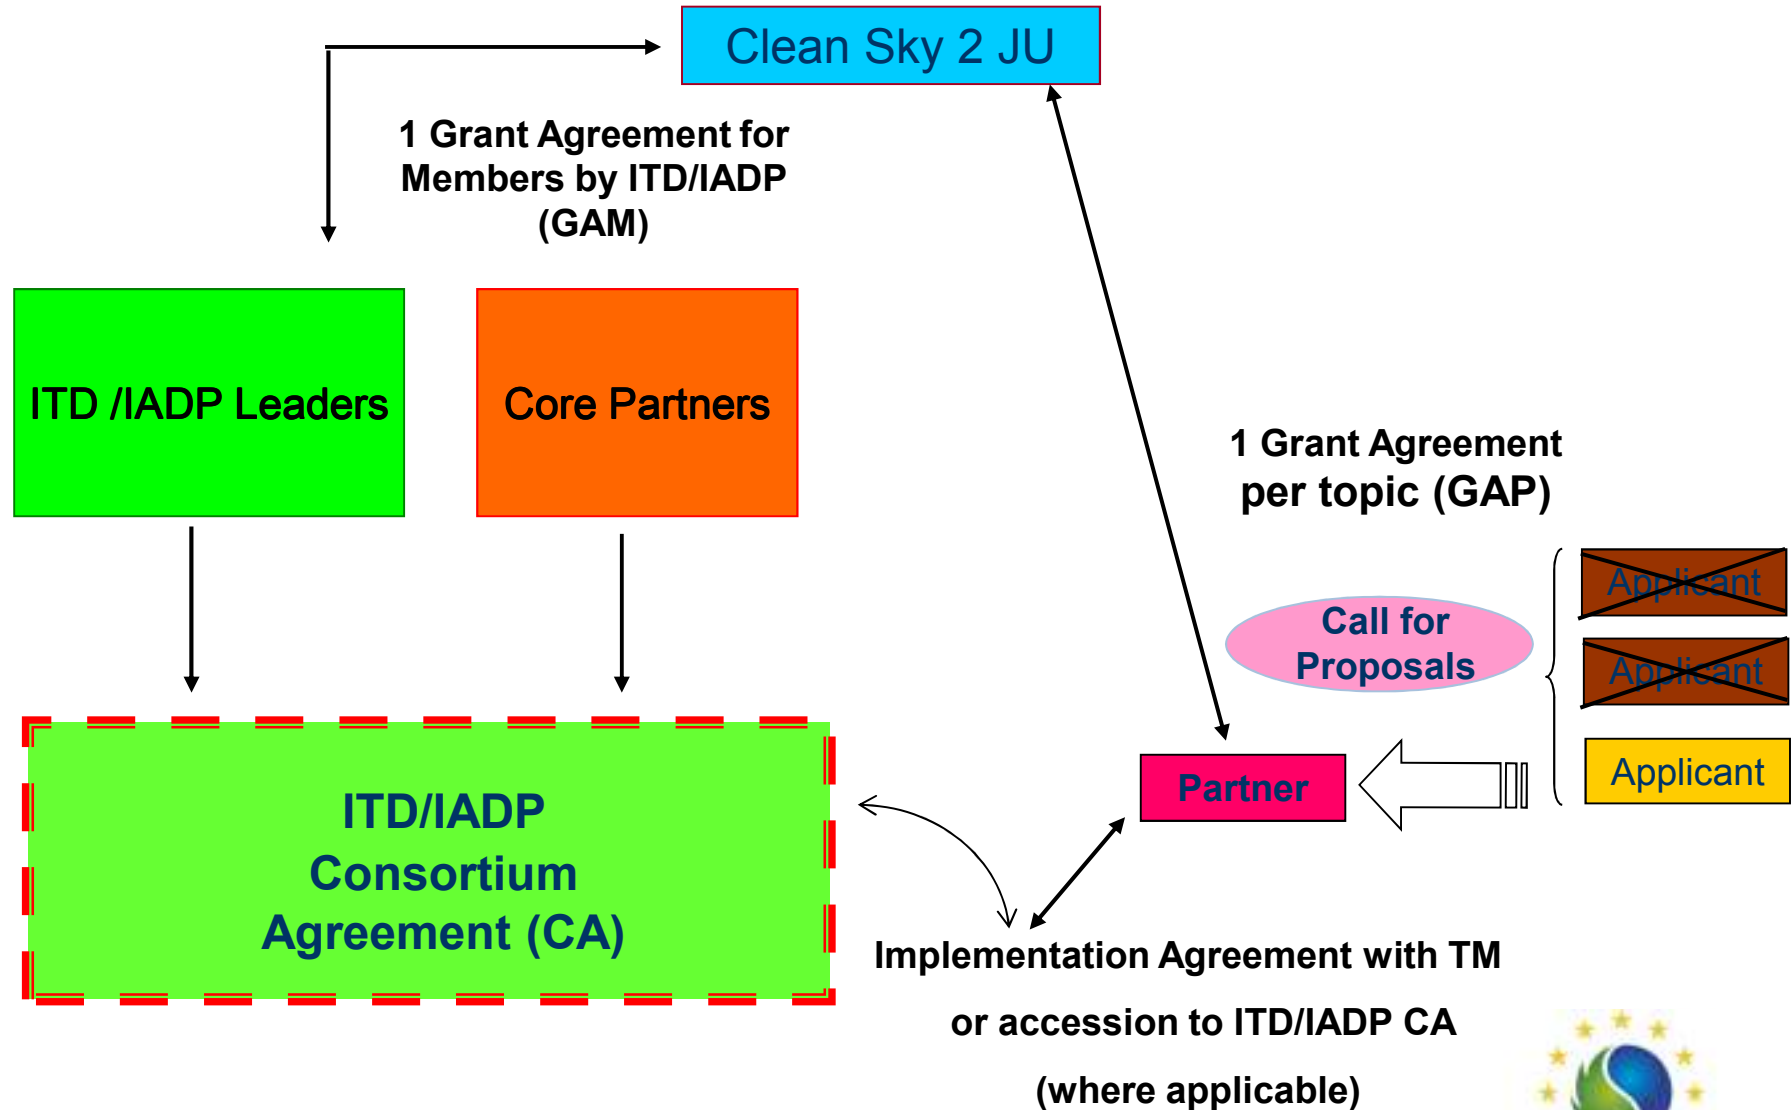 Clean Sky 2 JU
1 Grant Agreement for
Members by ITD/IADP
(GAM)
ITD /IADP Leaders
Core Partners
1 Grant Agreement
per topic (GAP)
Applicant
Call for
Proposals
Applicant
Applicant
Partner
ITD/IADP
Consortium
Agreement (CA)
Implementation Agreement with TM
or accession to ITD/IADP CA
(where applicable)